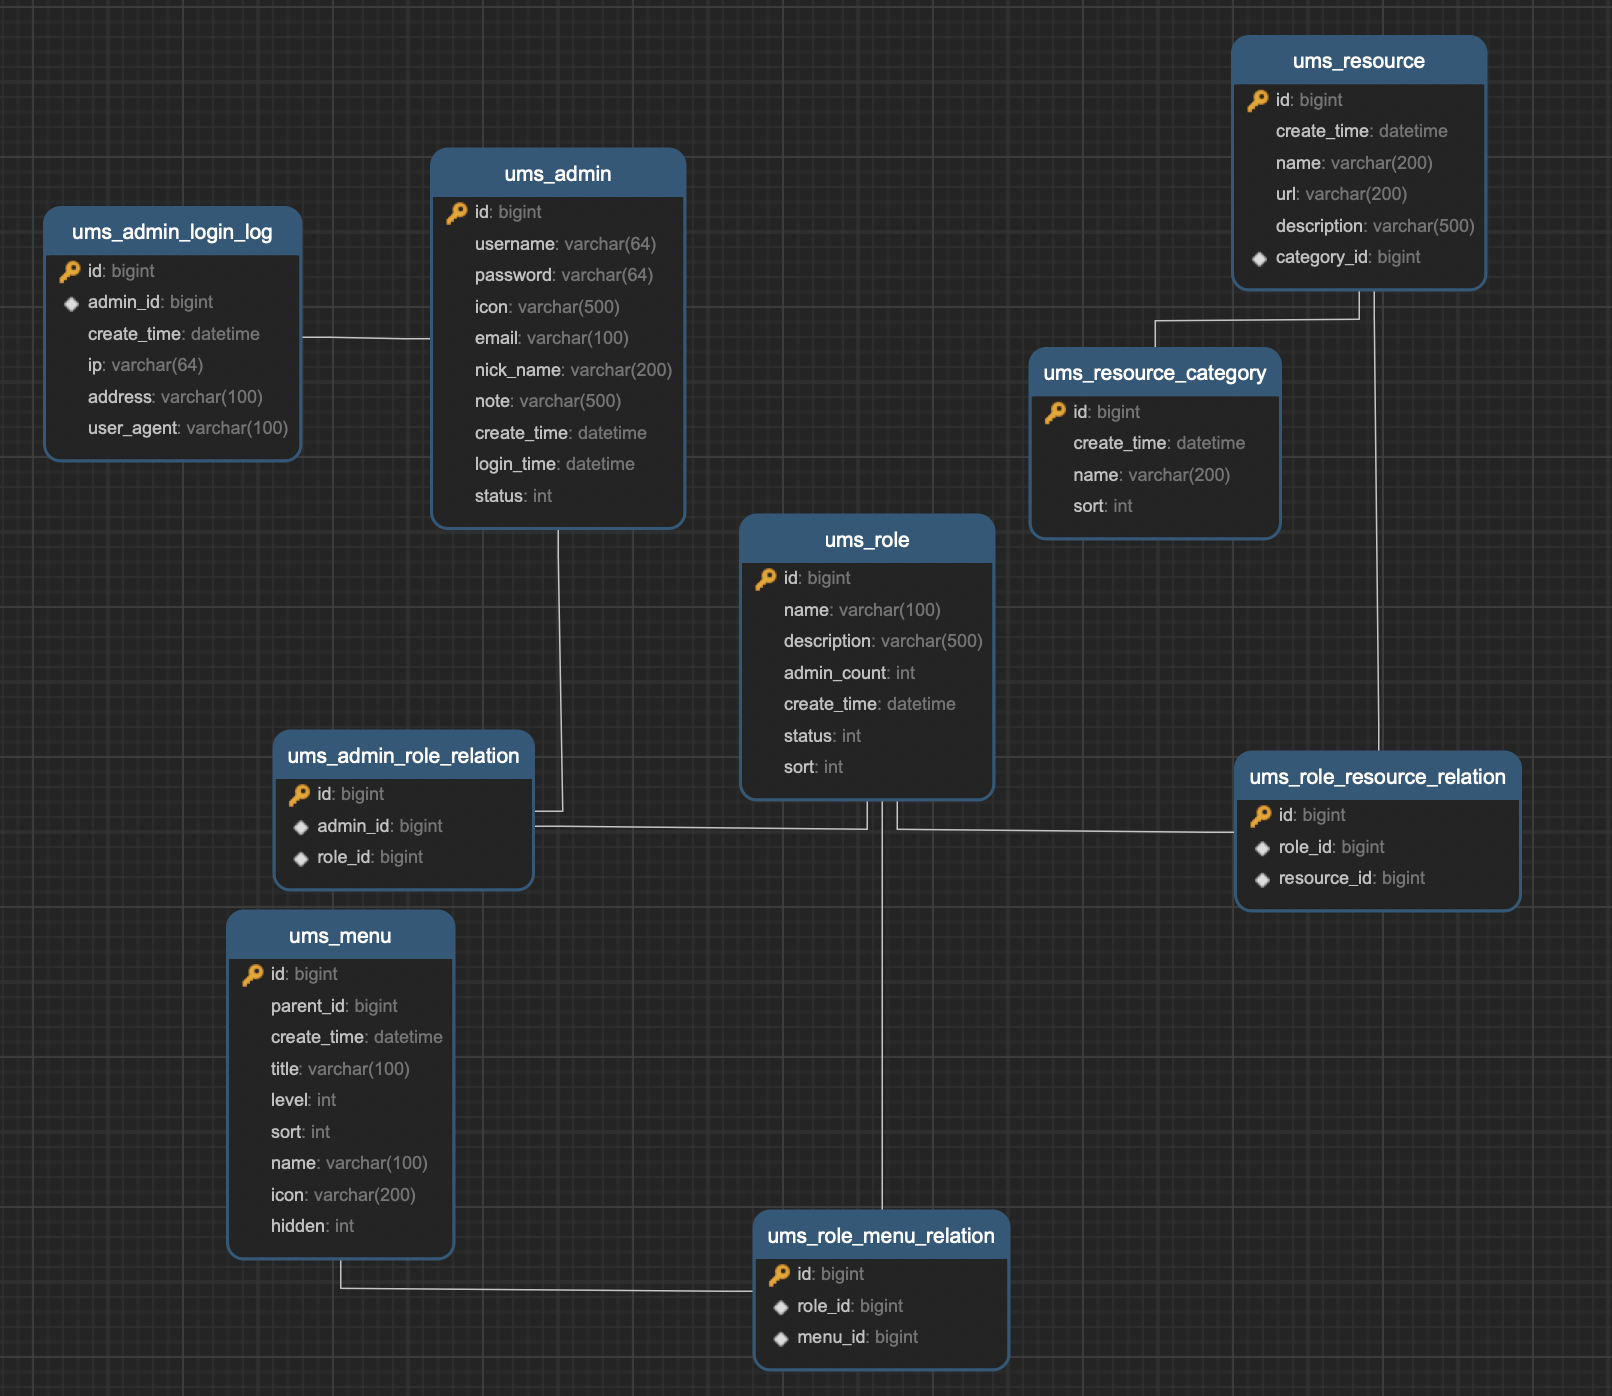 ums_resource
id: bigint
create_time: datetime
name: varchar(200)
url: varchar(200)
description: varchar(500)
category_id: bigint
ums_admin
id: bigint
username: varchar(64)
password: varchar(64)
icon: varchar(500)
email: varchar(100)
nick_name: varchar(200)
note: varchar(500)
create_time: datetime
login_time: datetime
status: int
ums_admin_login_log
id: bigint
admin_id: bigint
create_time: datetime
ip: varchar(64)
address: varchar(100)
user_agent: varchar(100)
ums_resource_category
id: bigint
create_time: datetime
name: varchar(200)
sort: int
ums_role
id: bigint
name: varchar(100)
description: varchar(500)
admin_count: int
create_time: datetime
status: int
sort: int
ums_admin_role_relation
id: bigint
admin_id: bigint
role_id: bigint
ums_role_resource_relation
id: bigint
role_id: bigint
resource_id: bigint
ums_menu
id: bigint
parent_id: bigint
create_time: datetime
title: varchar(100)
level: int
sort: int
name: varchar(100)
icon: varchar(200)
hidden: int
ums_role_menu_relation
id: bigint
role_id: bigint
menu_id: bigint